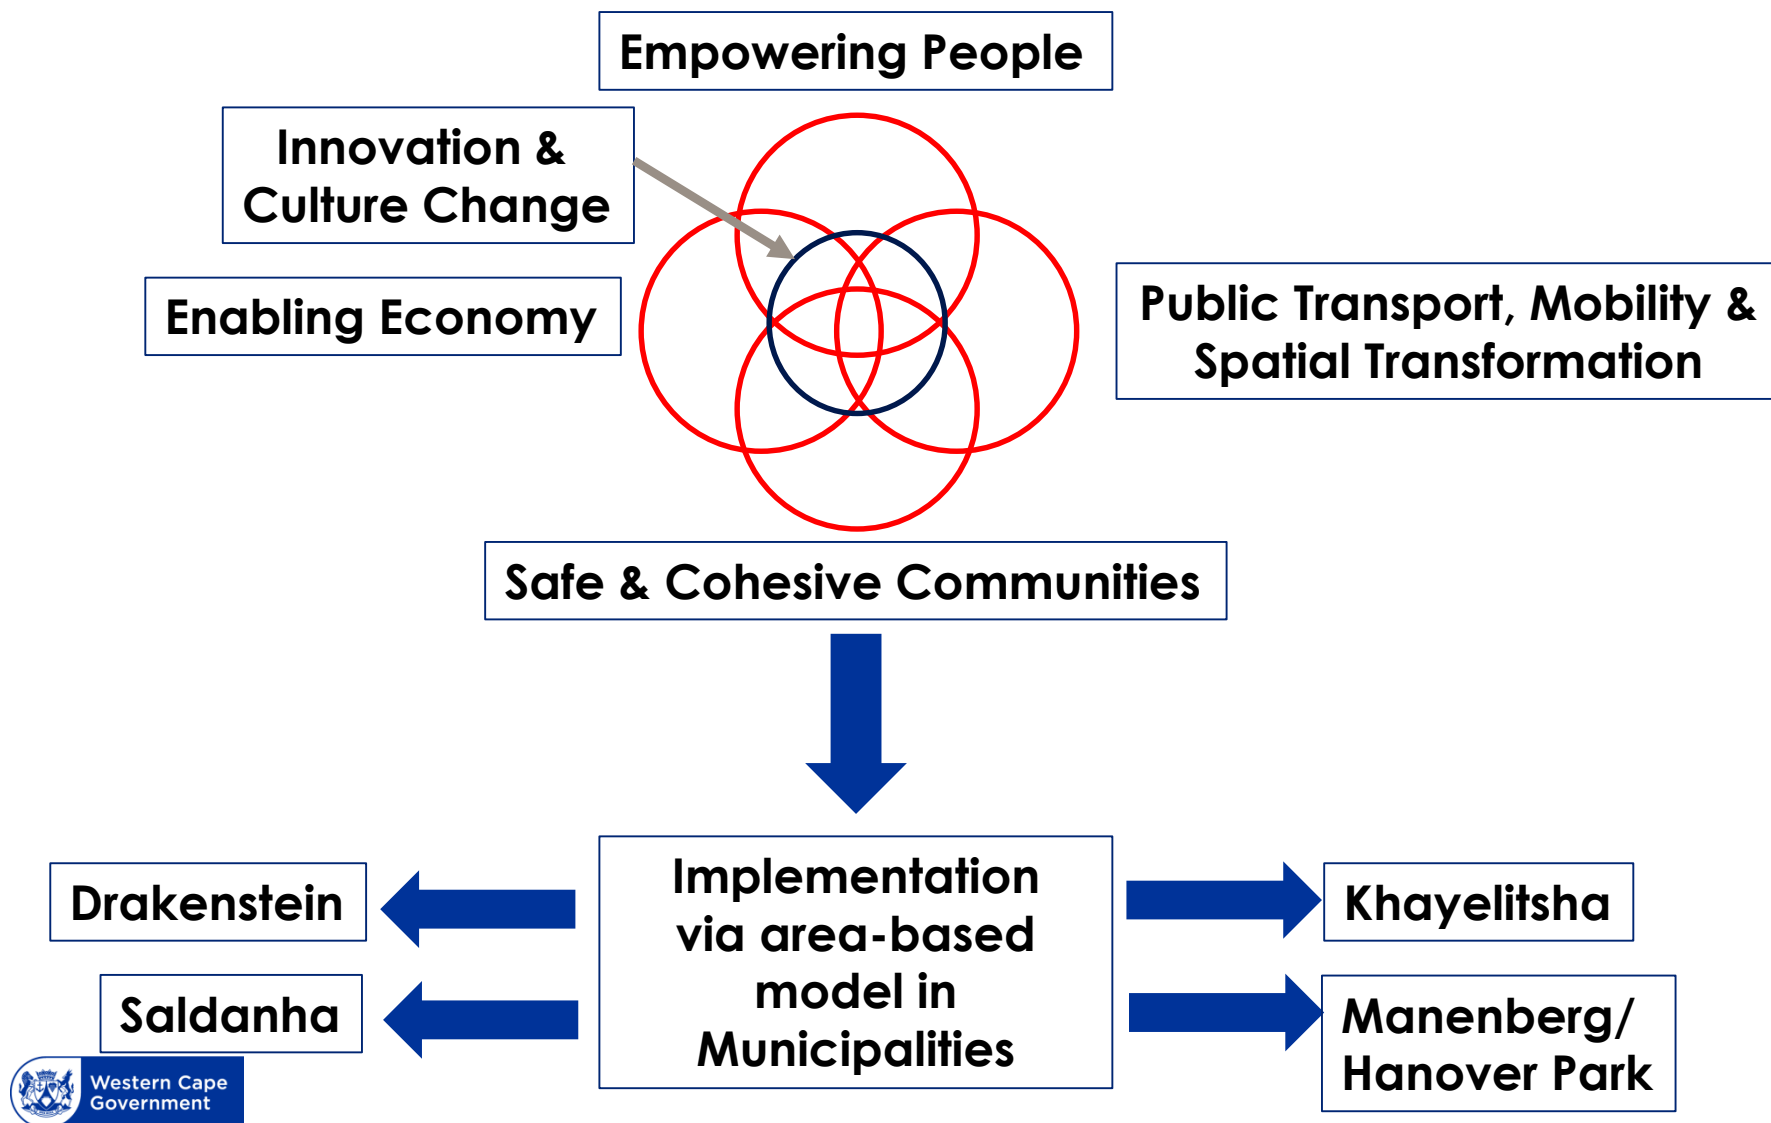 Empowering People
Innovation &
Culture Change
Enabling Economy
Public Transport, Mobility &
Spatial Transformation
Safe & Cohesive Communities
Implementation
via area-based
model in
Municipalities
Drakenstein
Saldanha
Khayelitsha
Manenberg/
Hanover Park
Western Cape
Government